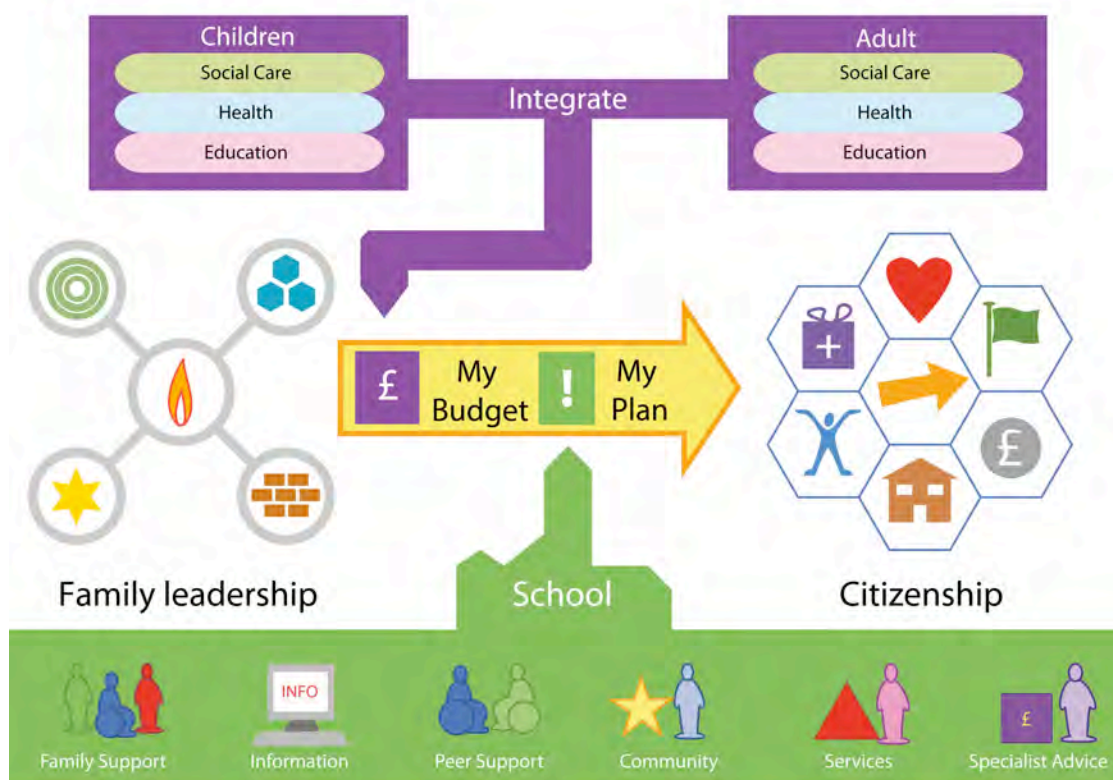 Children
Social Care
Health
Education
Integrate
Adult
Social Care
Health
Education
£
My
Budget
!
My
Plan
+
£
Family leadership
School
Citizenship
INFO
£
Family Support
Information
Peer Support
Community
Services
Specialist Advice